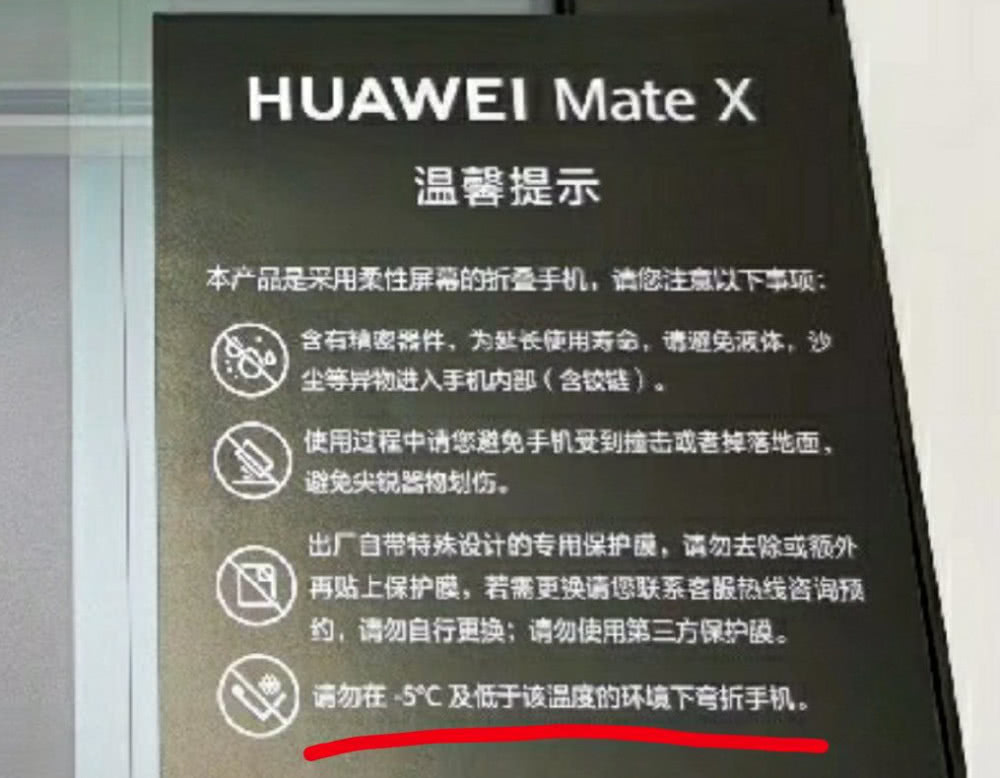 HUAWEI Mate X
温馨提示
本产品是采用柔性屏幕的折叠手机，请您注意以下事项：
含有精密器件，为延长使用寿命，请避免液体，沙
尘等异物进入手机内部（含铰链）。
使用过程中请您避免手机受到撞击或者掉落地面，
避免尖锐器物划伤。
出厂自带特殊设计的专用保护膜，请勿去除或额外
再贴上保护膜，若需更换请您联系客服热线咨询预
约，请勿自行更换；请勿使用第三方保护膜。
请勿在 -5°C 及低于该温度的环境下弯折手机。